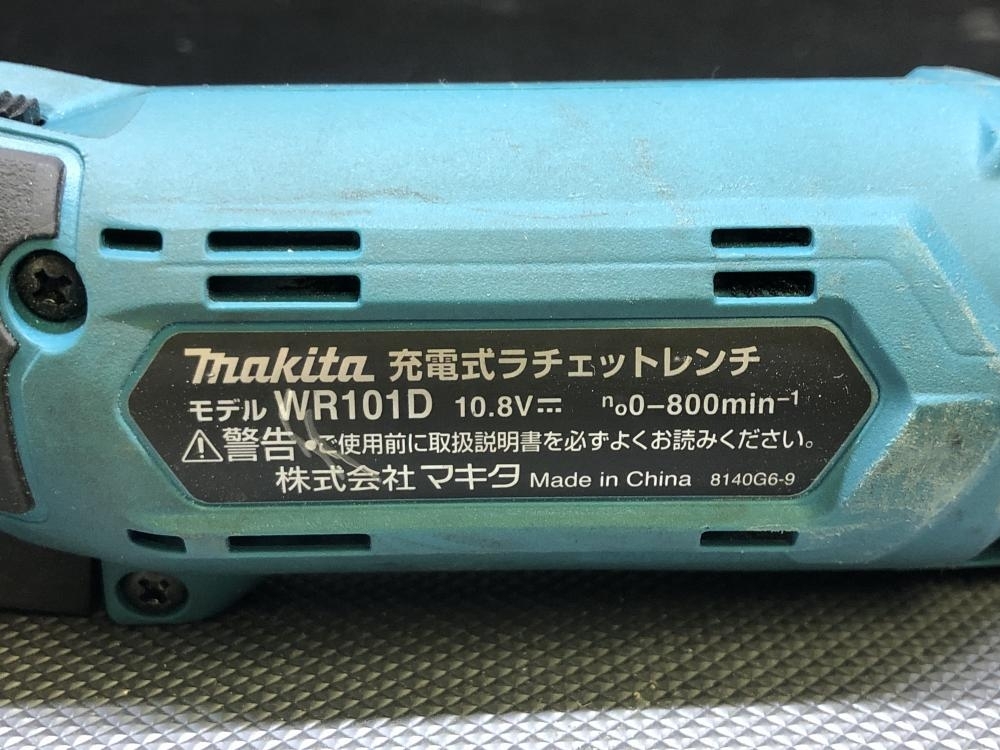 makita 充電式ラチェットレンチ
モデル WR101D 10.8V⎓ no0-800min-1
⚠警告 •ご使用前に取扱説明書を必ずよくお読みください。
株式会社 マキタ Made in China 8140G6-9